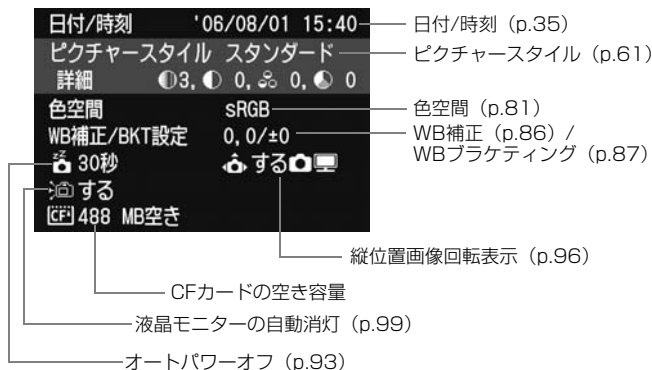 日付/時刻 '06/08/01 15:40 日付/時刻（p.35）
ピクチャースタイル スタンダード ピクチャースタイル（p.61）
詳細 3, 0, 0, 0
色空間 sRGB 色空間（p.81）
WB補正/BKT設定 0,0/±0 WB補正（p.86）/
WBブラケティング（p.87）
30秒 する
する
CF 488 MB空き
縦位置画像回転表示（p.96）
CFカードの空き容量
液晶モニターの自動消灯（p.99）
オートパワーオフ（p.93）